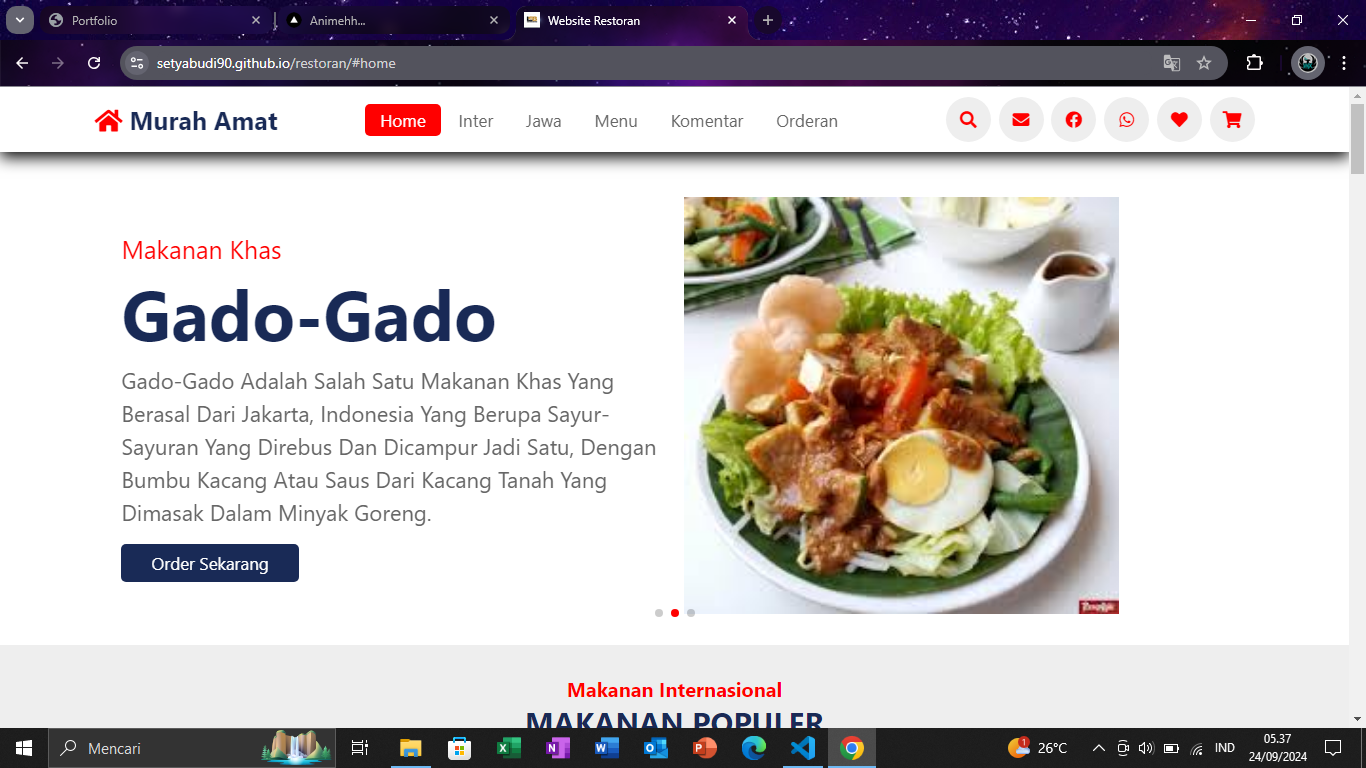 Portfolio
Animehh...
Website Restoran
setyabudi90.github.io/restoran/#home
Murah Amat
Home
Inter
Jawa
Menu
Komentar
Orderan
Makanan Khas
Gado-Gado
Gado-Gado Adalah Salah Satu Makanan Khas Yang
Berasal Dari Jakarta, Indonesia Yang Berupa Sayur-
Sayuran Yang Direbus Dan Dicampur Jadi Satu, Dengan
Bumbu Kacang Atau Saus Dari Kacang Tanah Yang
Dimasak Dalam Minyak Goreng.
Order Sekarang
Makanan Internasional
MAKANAN POPULER
Mencari
1
26°C
IND
05.37
24/09/2024